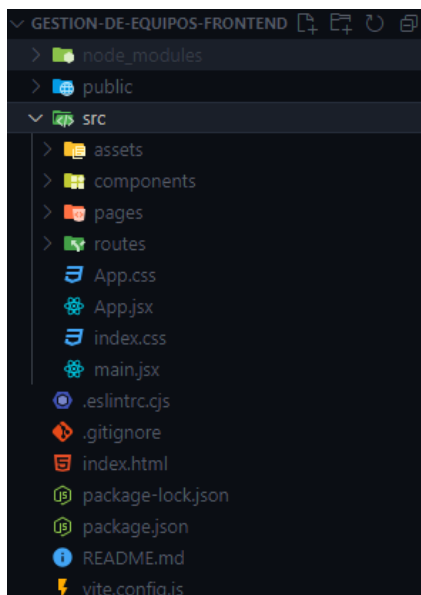 GESTION-DE-EQUIPOS-FRONTEND
node_modules
public
src
assets
components
pages
routes
App.css
App.jsx
index.css
main.jsx
.eslintrc.cjs
.gitignore
index.html
package-lock.json
package.json
README.md
vite.config.js